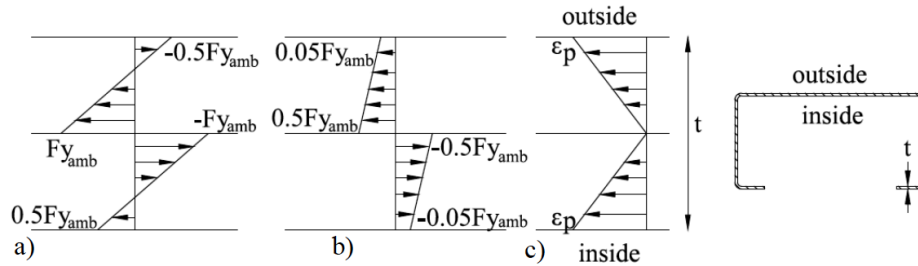 outside
-0.5Fy_amb
Fy_amb
-Fy_amb
0.5Fy_amb
a)
0.05Fy_amb
0.5Fy_amb
-0.5Fy_amb
-0.05Fy_amb
b)
ε_p
ε_p
c)
inside
t
outside
inside
t